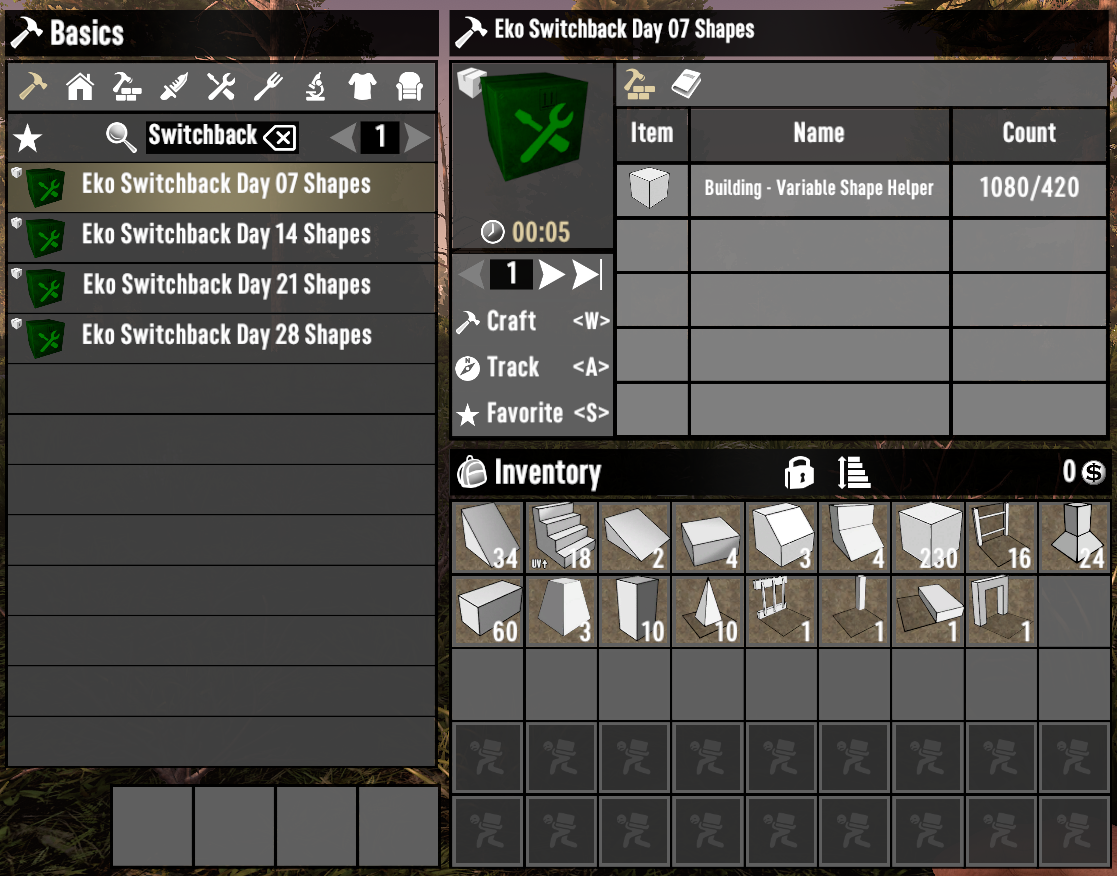 Basics
Switchback
1
Eko Switchback Day 07 Shapes
Eko Switchback Day 14 Shapes
Eko Switchback Day 21 Shapes
Eko Switchback Day 28 Shapes
Eko Switchback Day 07 Shapes
00:05
1
Craft <W>
Track <A>
Favorite <S>
Item Name Count
Building - Variable Shape Helper 1080/420
Inventory 0
34 UV↑ 18 2 4 3 4 230 16 24
60 3 10 10 1 1 1 1